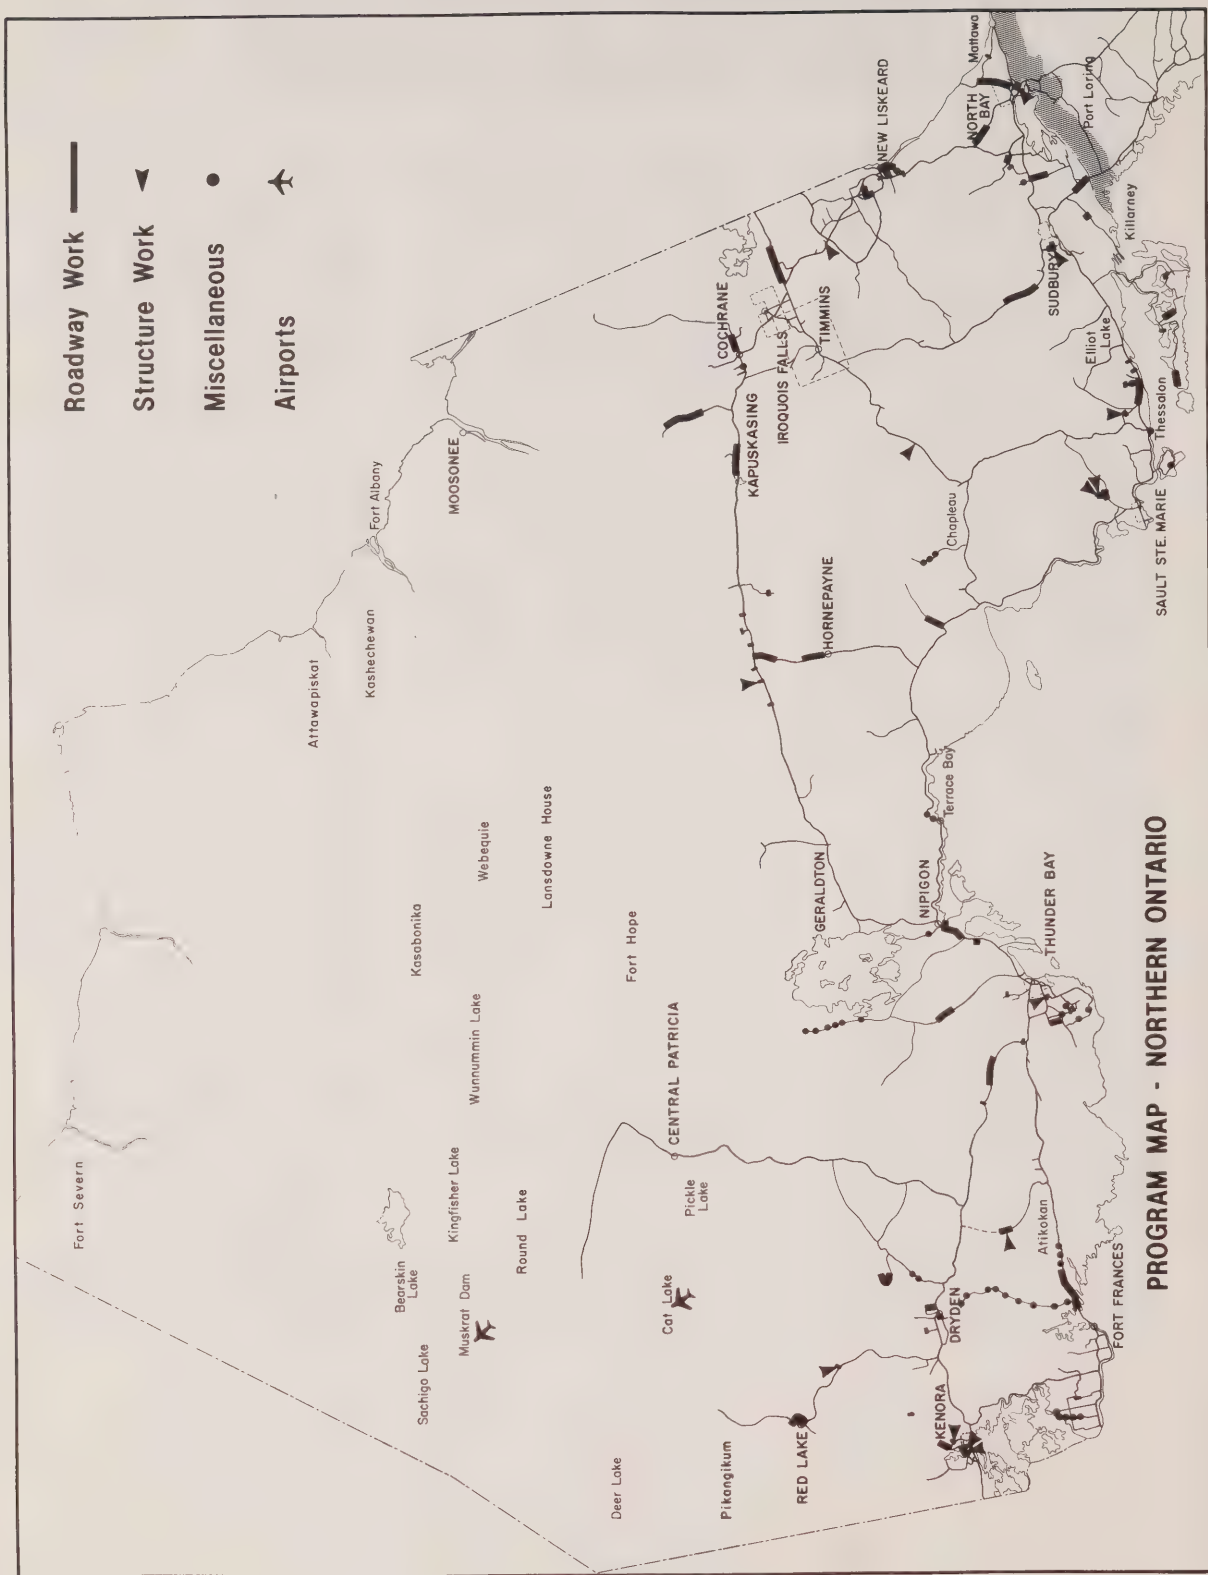 Roadway Work
Structure Work
Miscellaneous
Airports
Fort Severn
Attawapiskat
Kashechewan
Fort Albany
MOOSONEE
Bearskin
Lake
Sachigo Lake
Muskrat Dam
Kingfisher Lake
Round Lake
Wunnummin Lake
Kasabonika
Webequie
Lansdowne House
Fort Hope
Deer Lake
Cat Lake
Pickle
Lake
CENTRAL PATRICIA
Pikangikum
RED LAKE
KENORA
DRYDEN
FORT FRANCES
Atikokan
THUNDER BAY
NIPIGON
GERALDTON
Terrace Bay
HORNEPAYNE
Chapleau
KAPUSKASING
COCHRANE
IROQUOIS FALLS
TIMMINS
NEW LISKEARD
NORTH
BAY
Mattawa
Port Loring
Killarney
SUDBURY
Elliot
Lake
Thessalon
SAULT STE. MARIE
PROGRAM MAP - NORTHERN ONTARIO